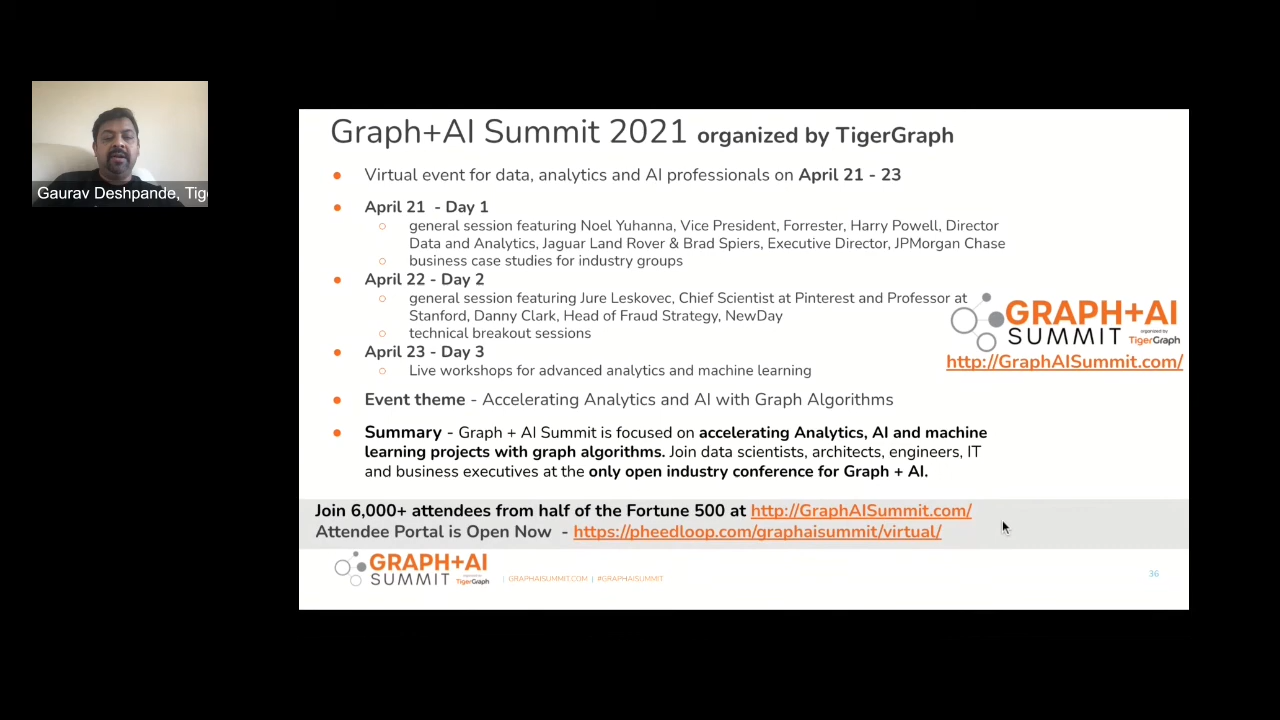 Gaurav Deshpande, Tig
Graph+AI Summit 2021 organized by TigerGraph
● Virtual event for data, analytics and AI professionals on April 21 - 23
● April 21 - Day 1
○ general session featuring Noel Yuhanna, Vice President, Forrester, Harry Powell, Director
Data and Analytics, Jaguar Land Rover & Brad Spiers, Executive Director, JPMorgan Chase
○ business case studies for industry groups
● April 22 - Day 2
○ general session featuring Jure Leskovec, Chief Scientist at Pinterest and Professor at
Stanford, Danny Clark, Head of Fraud Strategy, NewDay
○ technical breakout sessions
● April 23 - Day 3
○ Live workshops for advanced analytics and machine learning
GRAPH+AI
SUMMIT organized by TigerGraph
http://GraphAISummit.com/
● Event theme - Accelerating Analytics and AI with Graph Algorithms
● Summary - Graph + AI Summit is focused on accelerating Analytics, AI and machine
learning projects with graph algorithms. Join data scientists, architects, engineers, IT
and business executives at the only open industry conference for Graph + AI.
Join 6,000+ attendees from half of the Fortune 500 at http://GraphAISummit.com/
Attendee Portal is Open Now - https://pheedloop.com/graphaisummit/virtual/
GRAPH+AI
SUMMIT TigerGraph
| GRAPHAISUMMIT.COM | #GRAPHAISUMMIT
36